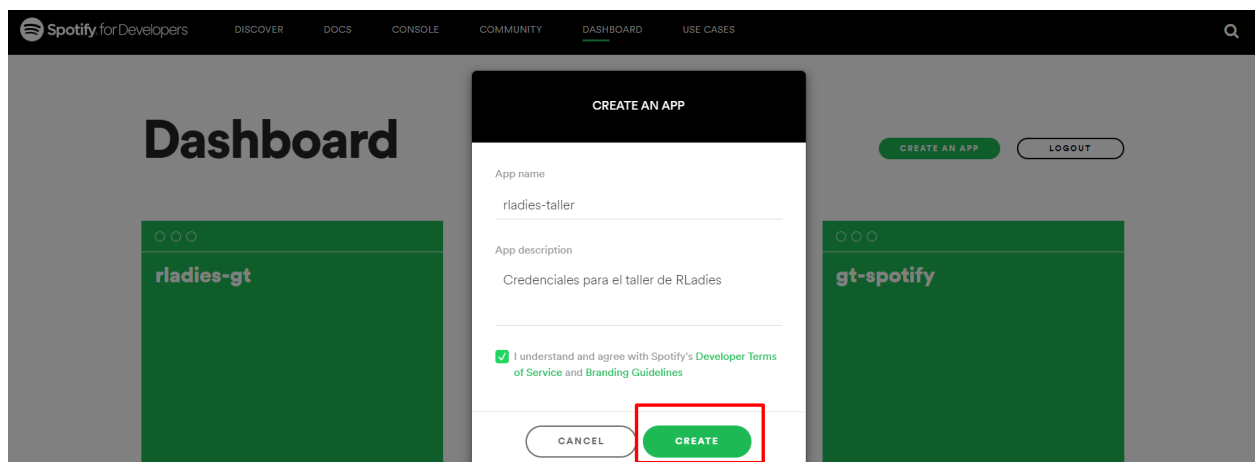 Spotify for Developers DISCOVER DOCS CONSOLE COMMUNITY DASHBOARD USE CASES
CREATE AN APP
Dashboard
CREATE AN APP LOGOUT
App name
rladies-taller
App description
Credenciales para el taller de RLadies
rladies-gt
gt-spotify
I understand and agree with Spotify's Developer Terms
of Service and Branding Guidelines
CANCEL CREATE